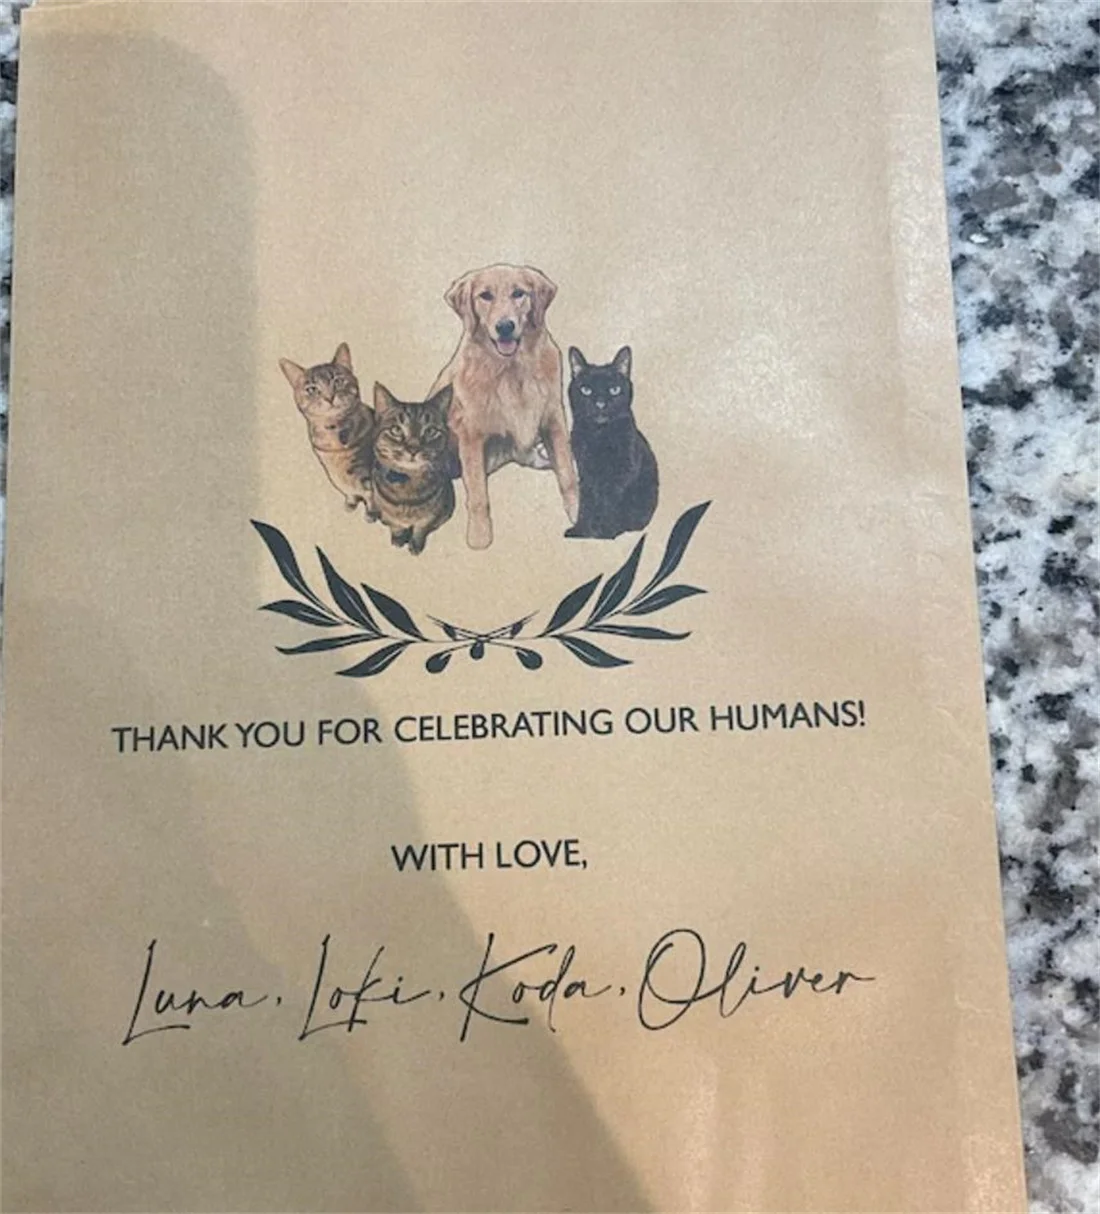 THANK YOU FOR CELEBRATING OUR HUMANS!
WITH LOVE,
Luna, Loki, Koda, Oliver